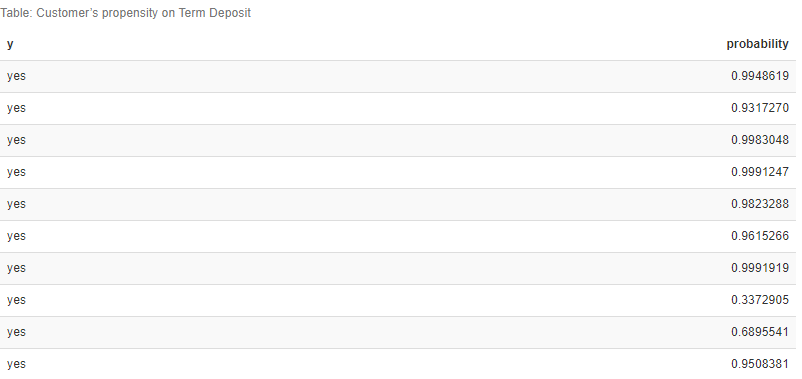 Table: Customer’s propensity on Term Deposit
y probability
yes 0.9948619
yes 0.9317270
yes 0.9983048
yes 0.9991247
yes 0.9823288
yes 0.9615266
yes 0.9991919
yes 0.3372905
yes 0.6895541
yes 0.9508381